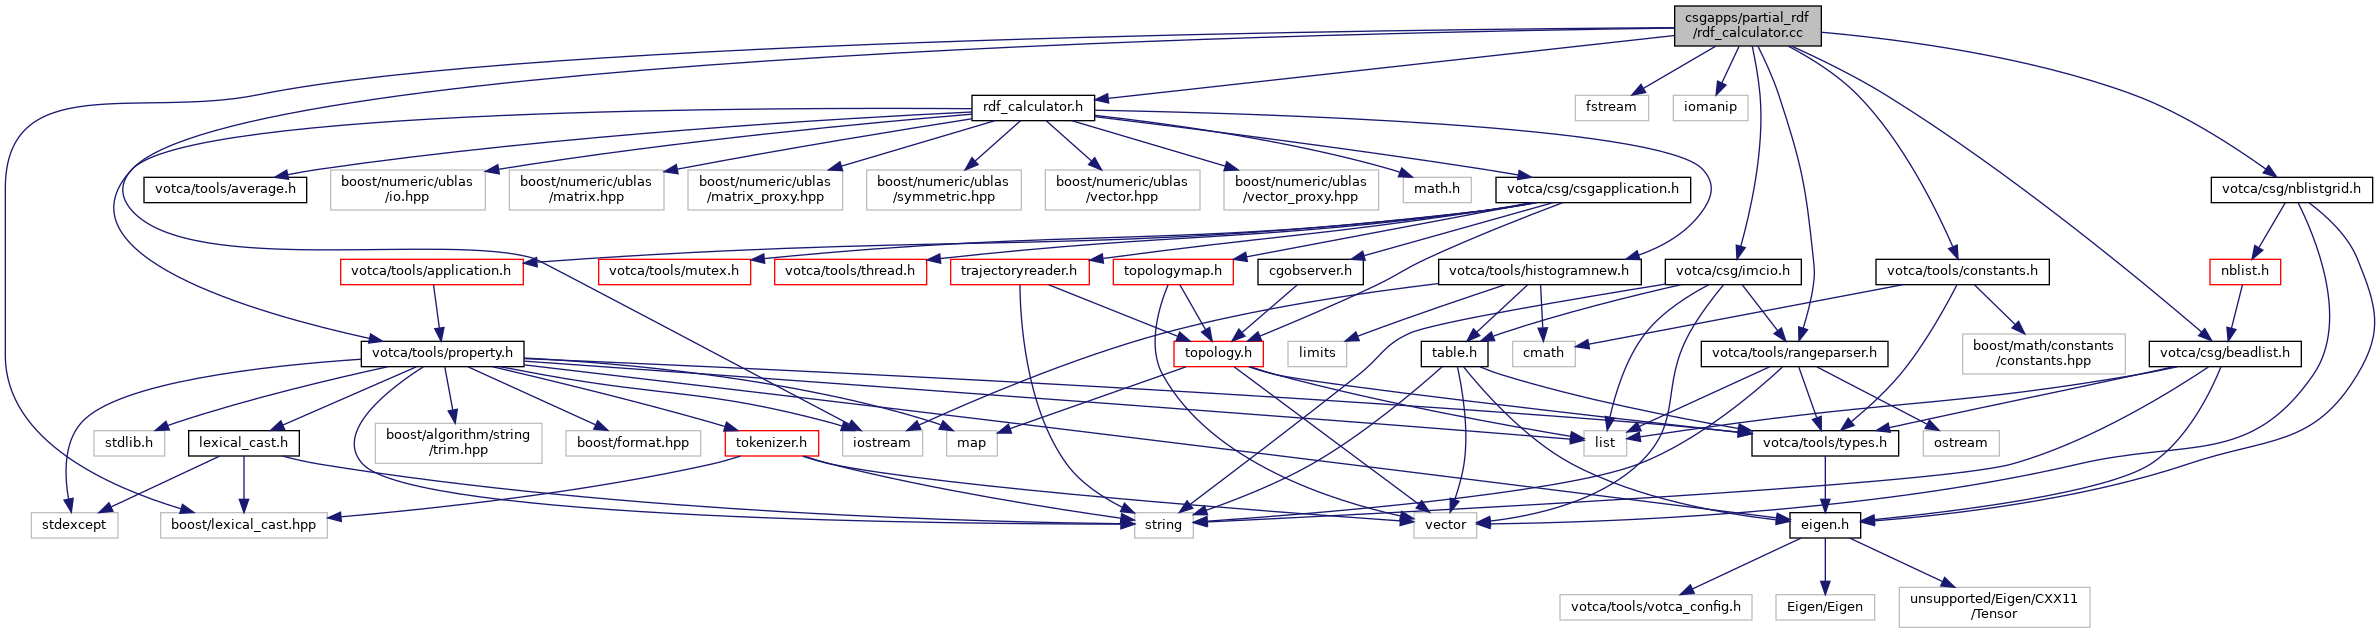 csgapps/partial_rdf
/rdf_calculator.cc
rdf_calculator.h
fstream
iomanip
votca/tools/average.h
boost/numeric/ublas
/io.hpp
boost/numeric/ublas
/matrix.hpp
boost/numeric/ublas
/matrix_proxy.hpp
boost/numeric/ublas
/symmetric.hpp
boost/numeric/ublas
/vector.hpp
boost/numeric/ublas
/vector_proxy.hpp
math.h
votca/csg/csgapplication.h
votca/csg/nblistgrid.h
votca/tools/application.h
votca/tools/mutex.h
votca/tools/thread.h
trajectoryreader.h
topologymap.h
cgobserver.h
votca/tools/histogramnew.h
votca/csg/imcio.h
votca/tools/constants.h
nblist.h
votca/tools/property.h
topology.h
limits
table.h
cmath
votca/tools/rangeparser.h
boost/math/constants
/constants.hpp
votca/csg/beadlist.h
stdlib.h
lexical_cast.h
boost/algorithm/string
/trim.hpp
boost/format.hpp
tokenizer.h
iostream
map
list
votca/tools/types.h
ostream
stdexcept
boost/lexical_cast.hpp
string
vector
eigen.h
votca/tools/votca_config.h
Eigen/Eigen
unsupported/Eigen/CXX11
/Tensor